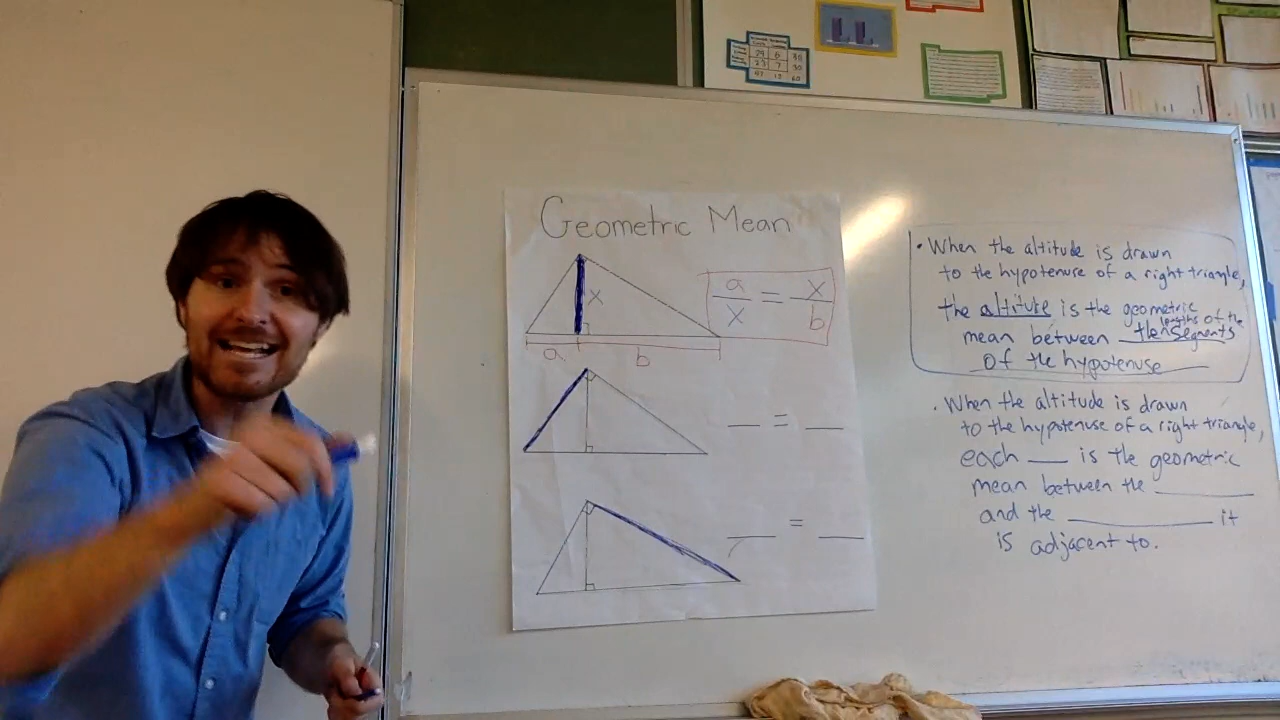 Geometric Mean
x
a
b
a/x = x/b
__ = __
__ = __
• When the altitude is drawn
to the hypotenuse of a right triangle,
the altitude is the geometric
mean between the segments
lengths of the
of the hypotenuse
• When the altitude is drawn
to the hypotenuse of a right triangle,
each ___ is the geometric
mean between the ________
and the ____________ it
is adjacent to.